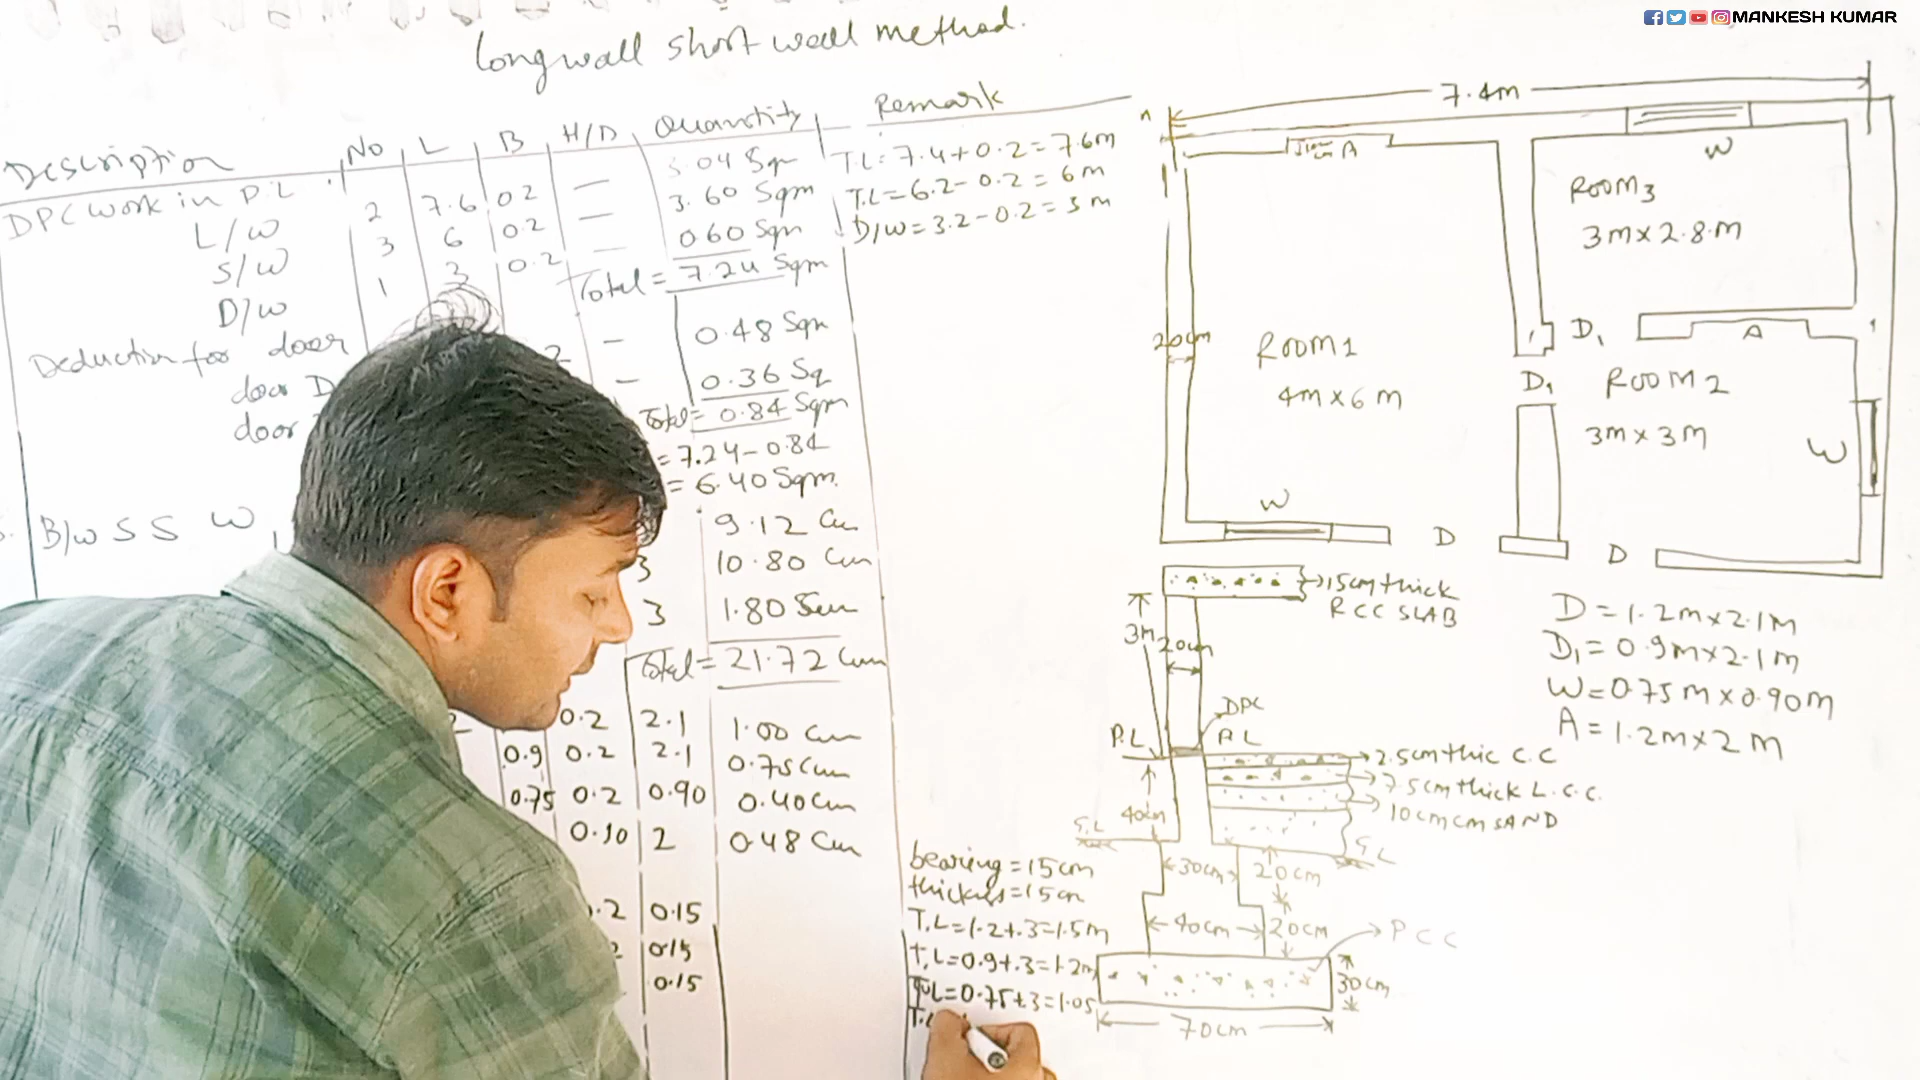 MANKESH KUMAR
Long wall short wall method.
Description No L B H/D Quantity Remark
DPC work in P.L
L/W 2 7.6 0.2 — 3.04 Sqm T.L = 7.4+0.2=7.6m
S/W 3 6 0.2 — 3.60 Sqm T.L=6.2-0.2=6m
D/W 1 3 0.2 — 0.60 Sqm D/W=3.2-0.2=3m
Total = 7.24 Sqm
Deduction for door
door D — 0.48 Sqm
door — 0.36 Sq
Total= 0.84 Sqm
= 7.24-0.84
= 6.40 Sqm.
B/W S S W 9.12 Cum
3 10.80 Cum
3 1.80 Cum
Total = 21.72 Cum
0.2 2.1 1.00 Cum
0.9 0.2 2.1 0.75 Cum
0.75 0.2 0.90 0.40 Cum
0.10 2 0.48 Cum
.2 0.15
2 0.15
0.15
bearing=15cm
thickness=15cm
T.L=1.2+.3=1.5m
T.L=0.9+.3=1.2m
T.L=0.75+3=1.05
T.L
7.4m
A
W
ROOM3
3m×2.8m
20cm
ROOM1
4m×6m
D₁
A
D₁
ROOM2
3m×3m
W
W
D
D
15cm thick
RCC SLAB
3m
20cm
DPC
P.L
2.5cm thic C.C
7.5cm thick L.C.C.
10cmcm SAND
40cm
G.L
G.L
30cm
20cm
40cm
20cm
PCC
30cm
70cm
D=1.2m×2.1m
D₁=0.9m×2.1m
W=0.75m×0.90m
A=1.2m×2m